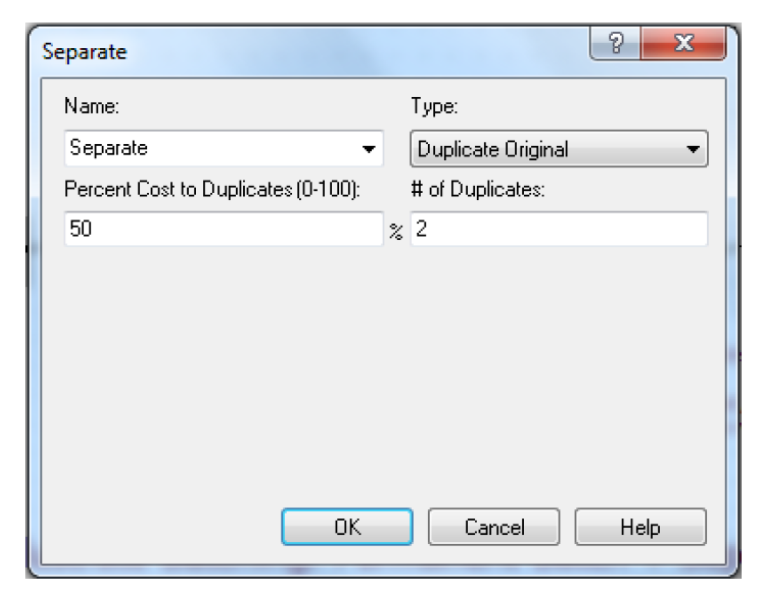 Separate
Name: Type:
Separate Duplicate Original
Percent Cost to Duplicates (0-100): # of Duplicates:
50 % 2
OK Cancel Help